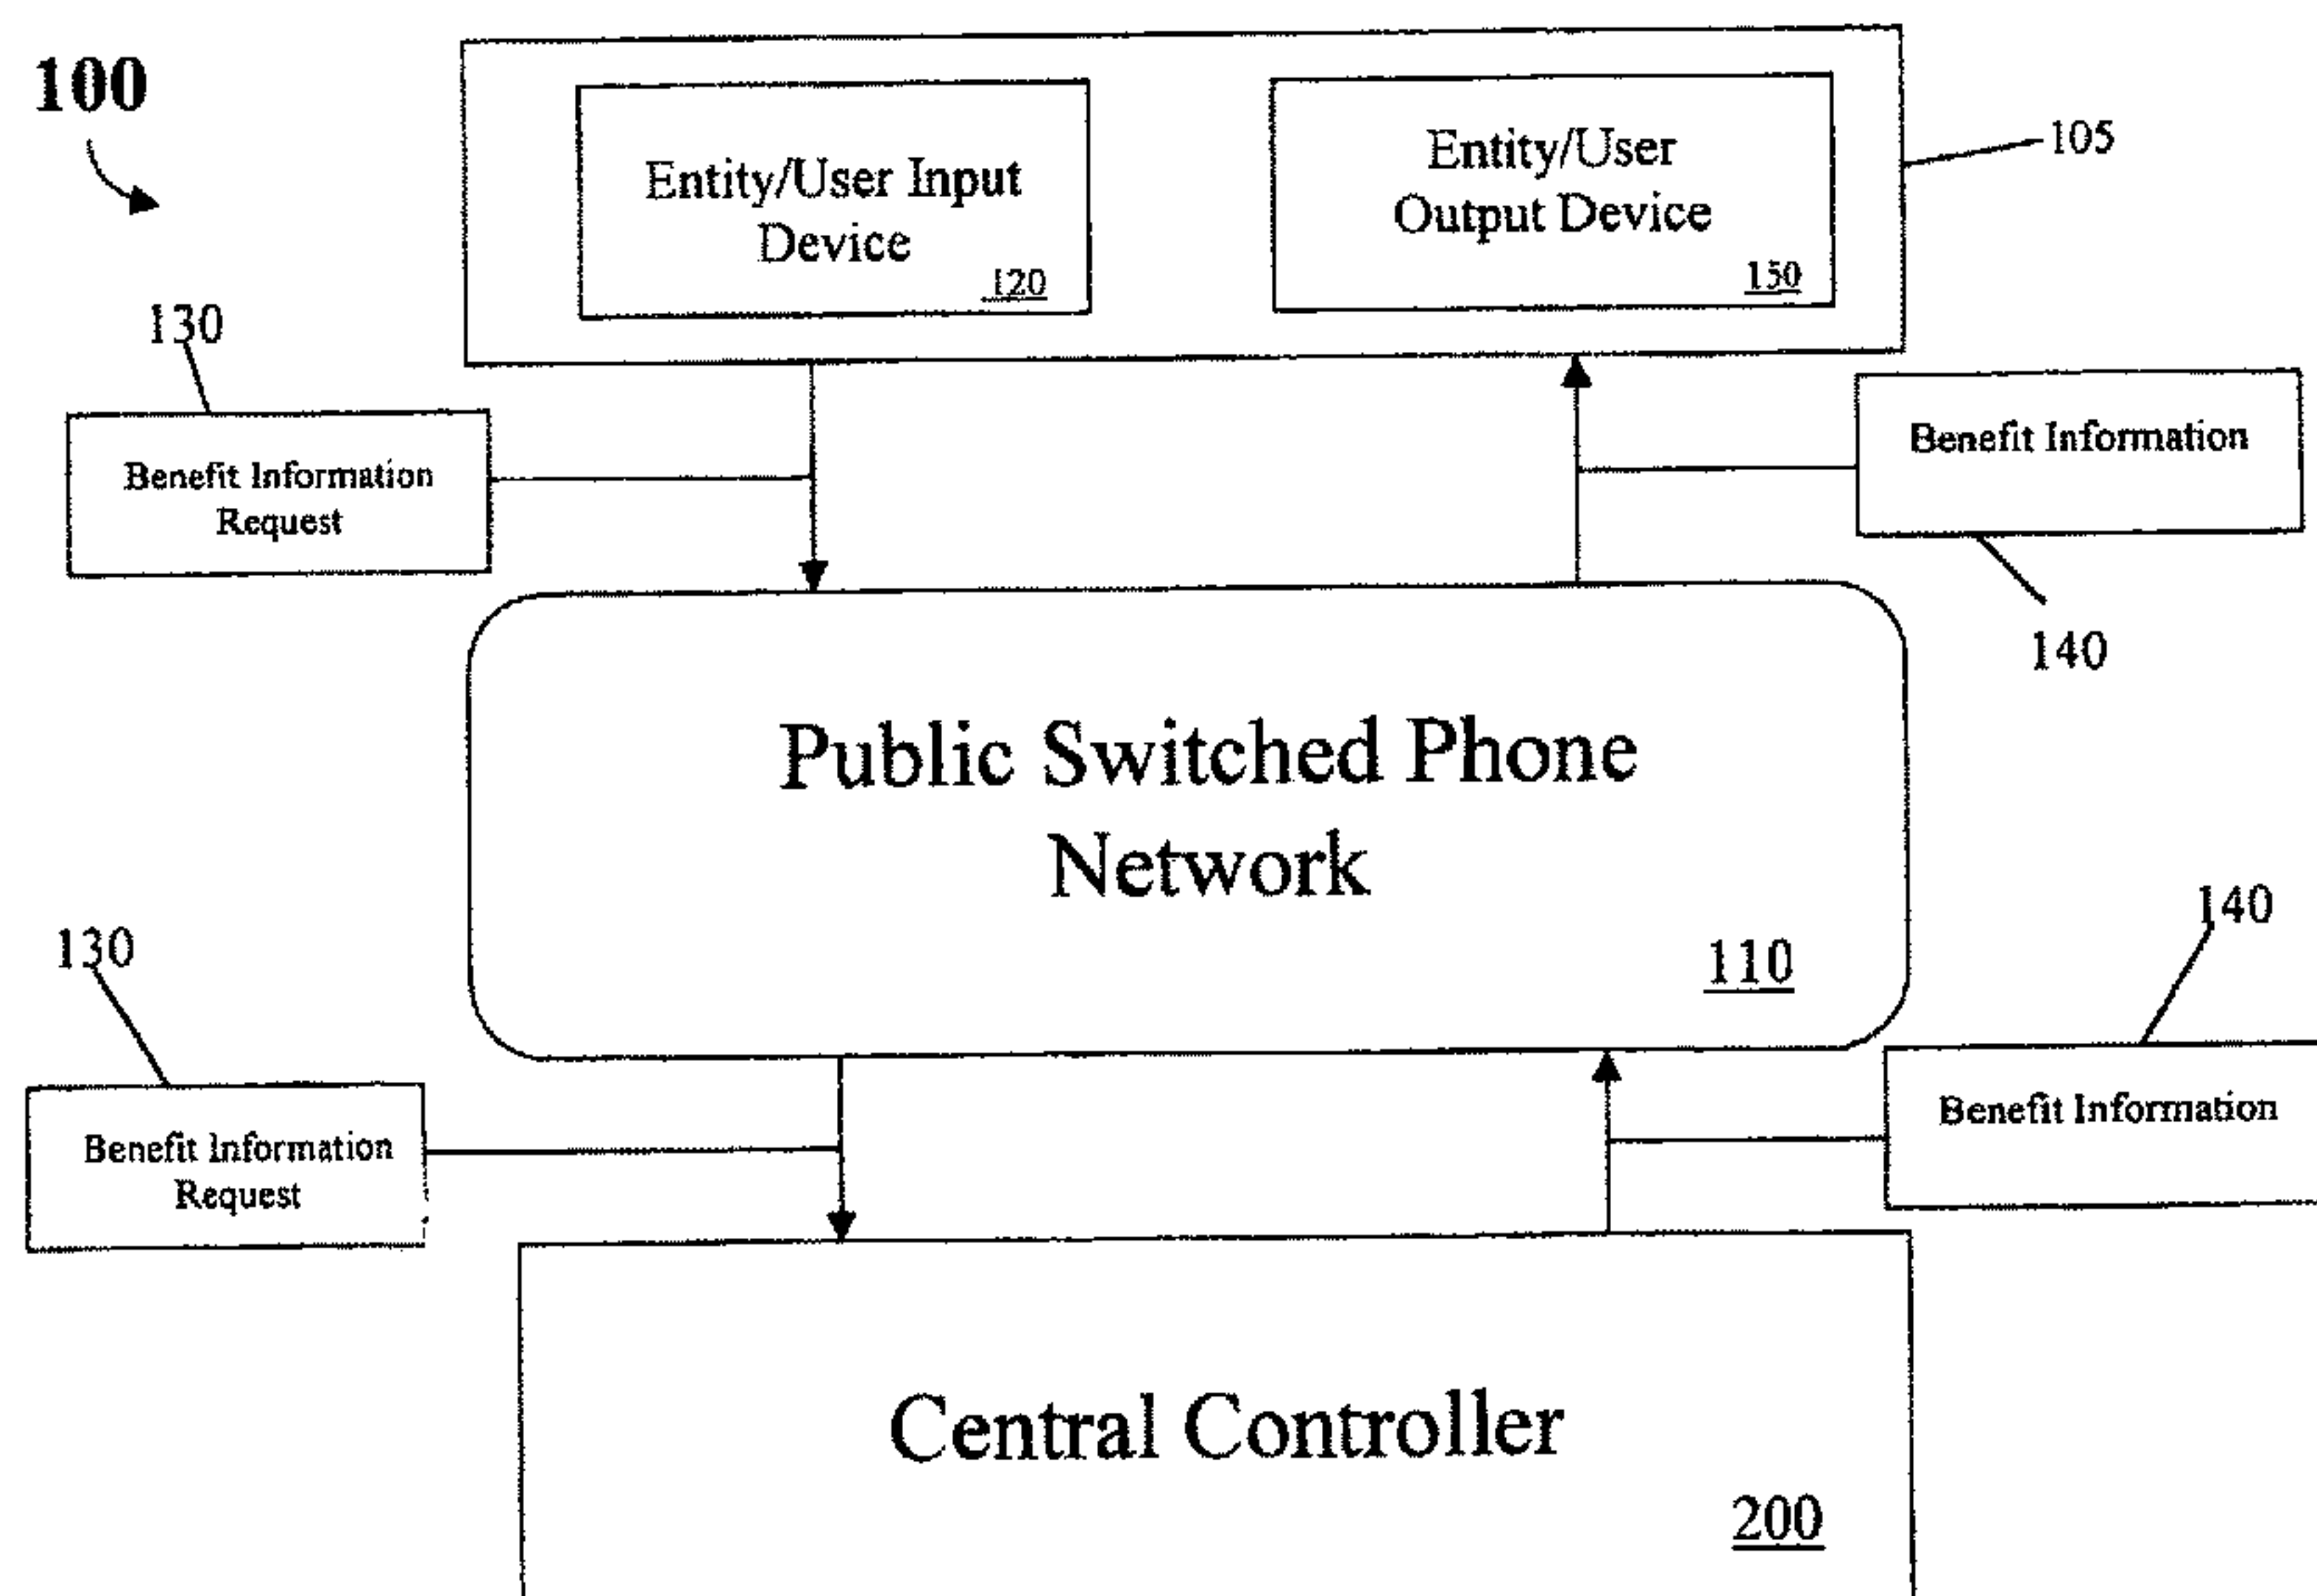 100
Entity/User Input
Device
120
Entity/User
Output Device
150
105
130
Benefit Information
Request
Benefit Information
140
Public Switched Phone
Network
110
130
Benefit Information
Request
140
Benefit Information
Central Controller
200